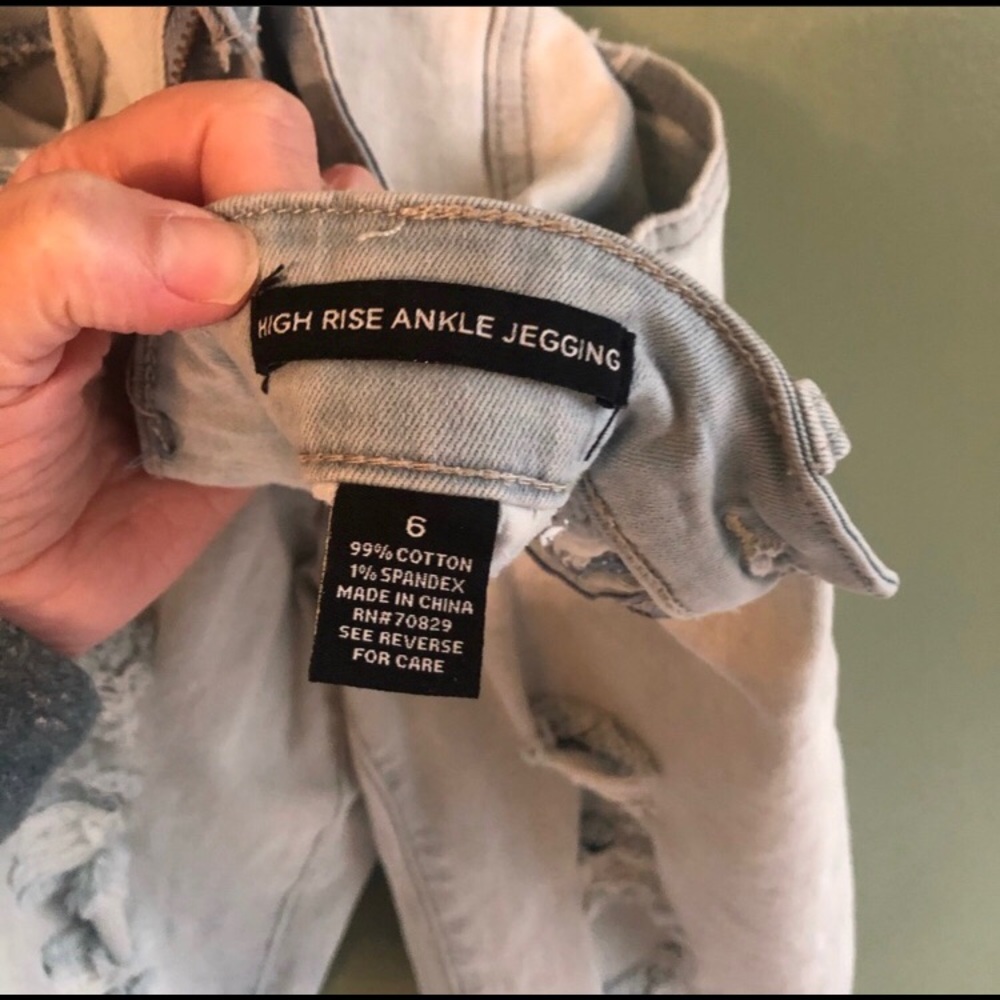 HIGH RISE ANKLE JEGGING
6
99% COTTON
1% SPANDEX
MADE IN CHINA
RN#70829
SEE REVERSE
FOR CARE